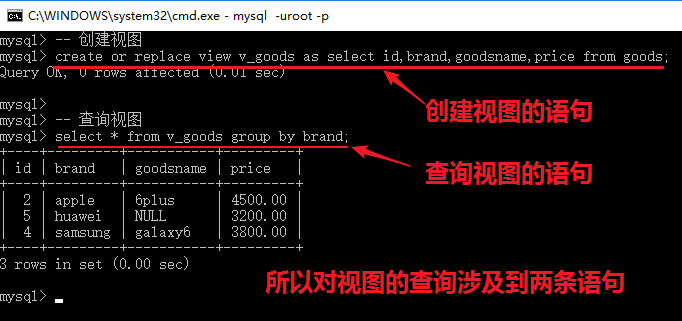 C:\WINDOWS\system32\cmd.exe - mysql  -uroot -p
mysql> -- 创建视图
mysql> create or replace view v_goods as select id,brand,goodsname,price from goods;
Query OK, 0 rows affected (0.01 sec)
创建视图的语句
mysql>
mysql> -- 查询视图
mysql> select * from v_goods group by brand;
查询视图的语句
+----+---------+-----------+---------+
| id | brand   | goodsname | price   |
+----+---------+-----------+---------+
|  2 | apple   | 6plus     | 4500.00 |
|  5 | huawei  | NULL      | 3200.00 |
|  4 | samsung | galaxy6   | 3800.00 |
+----+---------+-----------+---------+
3 rows in set (0.00 sec)
所以对视图的查询涉及到两条语句
mysql>